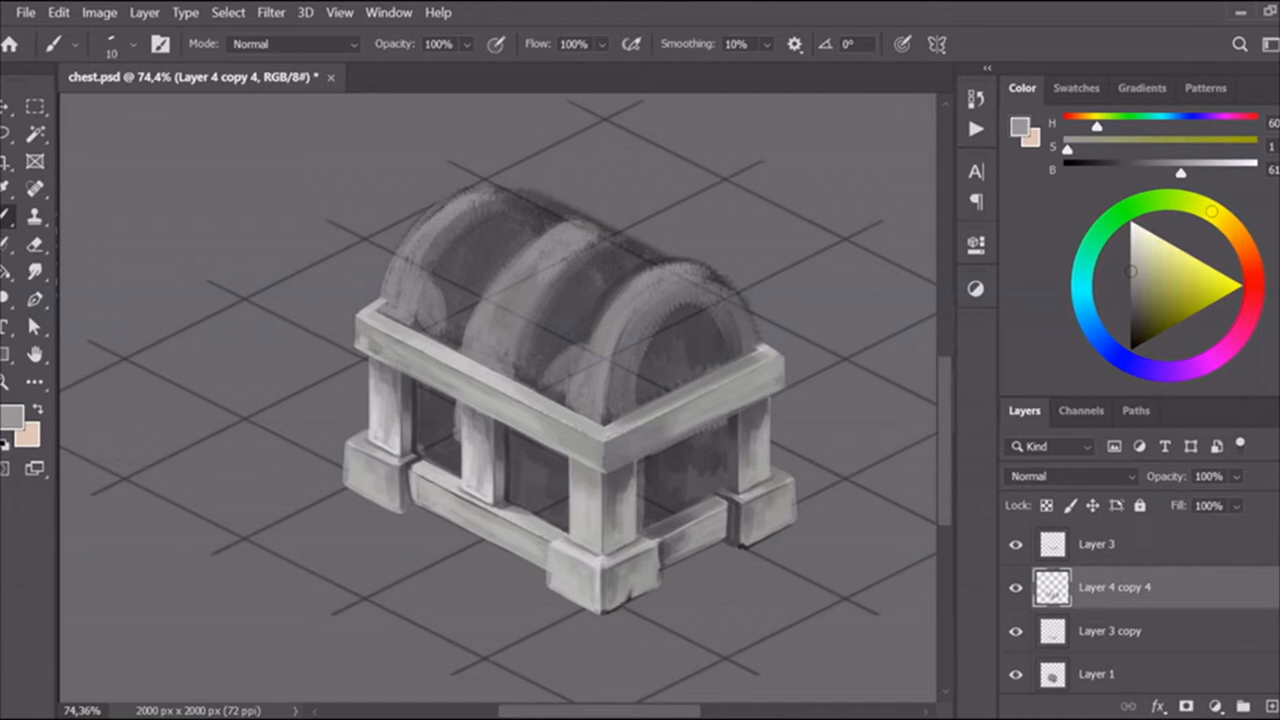 File Edit Image Layer Type Select Filter 3D View Window Help
10 Mode: Normal Opacity: 100% Flow: 100% Smoothing: 10% 0°
chest.psd @ 74,4% (Layer 4 copy 4, RGB/8#) * ×
Color Swatches Gradients Patterns
H 60
S 1
B 61
Layers Channels Paths
Kind
Normal Opacity: 100%
Lock: Fill: 100%
Layer 3
Layer 4 copy 4
Layer 3 copy
Layer 1
74,36% 2000 px x 2000 px (72 ppi)